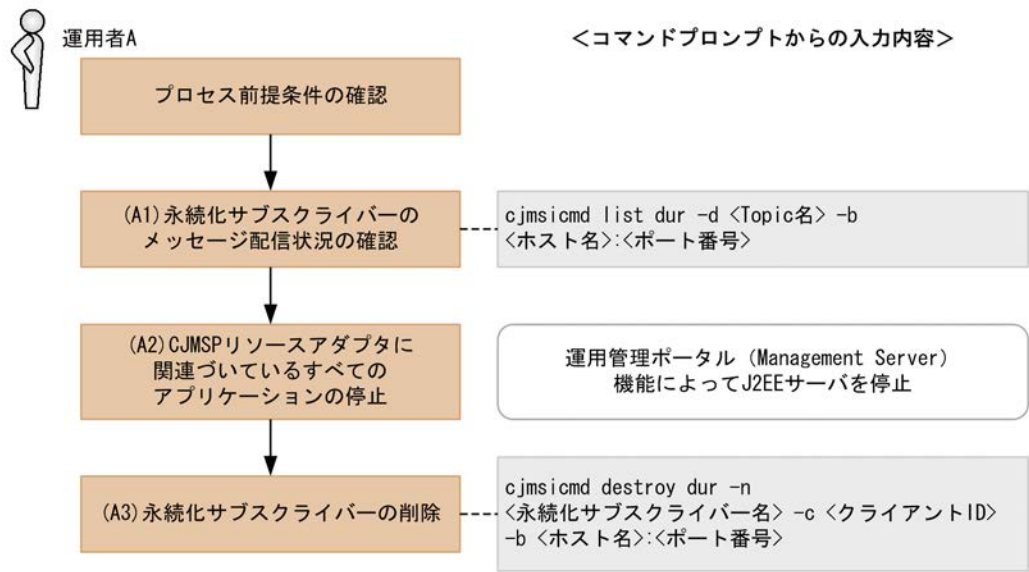 運用者A
<コマンドプロンプトからの入力内容>
プロセス前提条件の確認
(A1)永続化サブスクライバーの
メッセージ配信状況の確認
cjmsicmd list dur -d <Topic名> -b
<ホスト名>:<ポート番号>
(A2)CJMSPリソースアダプタに
関連づいているすべての
アプリケーションの停止
運用管理ポータル (Management Server)
機能によってJ2EEサーバを停止
(A3)永続化サブスクライバーの削除
cjmsicmd destroy dur -n
<永続化サブスクライバー名> -c <クライアントID>
-b <ホスト名>:<ポート番号>